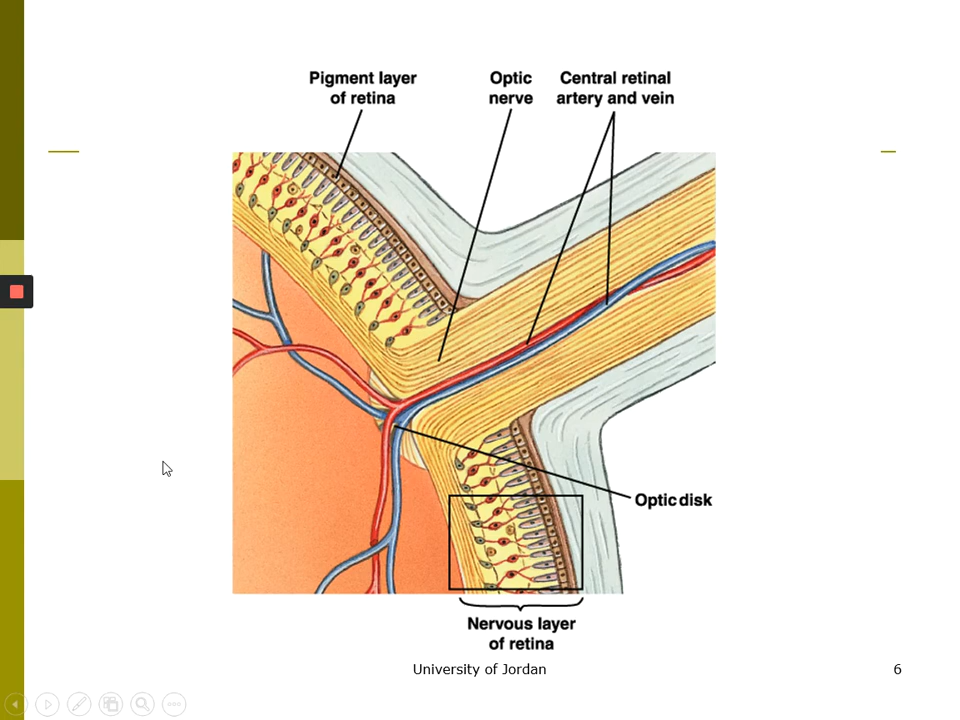 Pigment layer
of retina
Optic
nerve
Central retinal
artery and vein
Optic disk
Nervous layer
of retina
University of Jordan
6